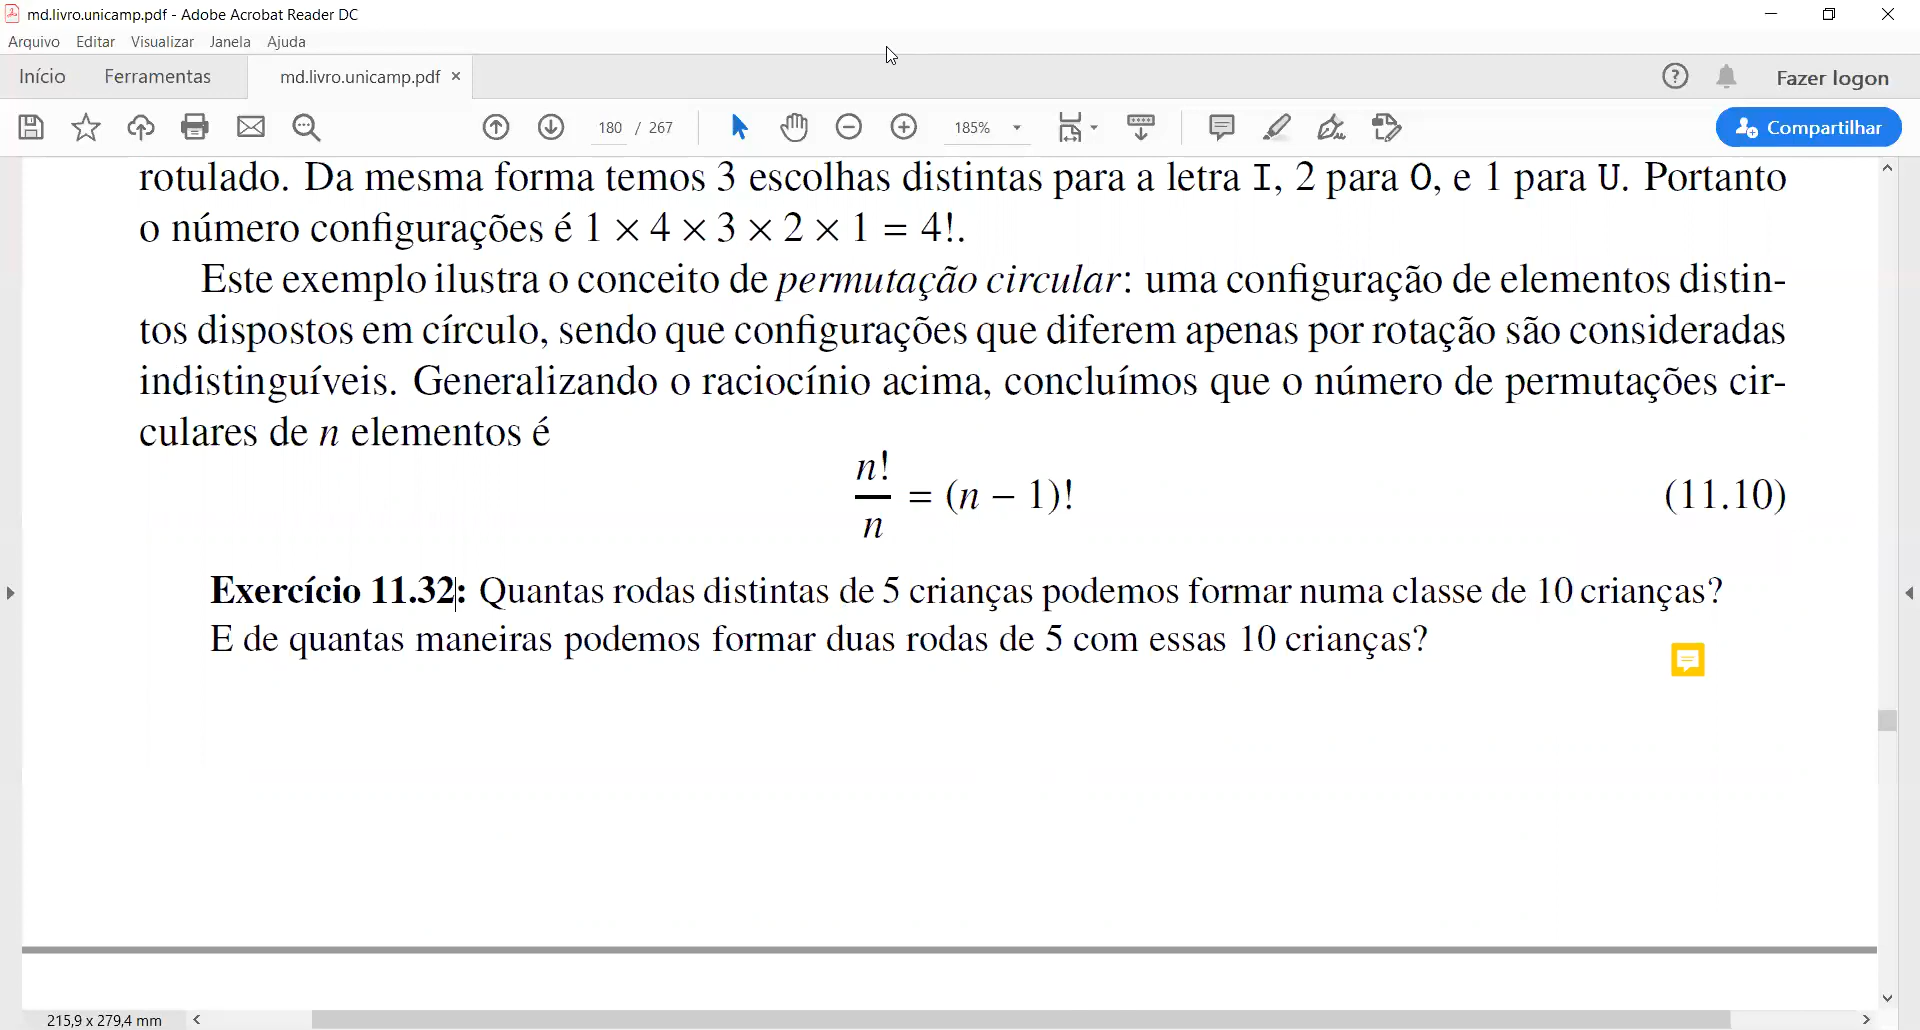 md.livro.unicamp.pdf - Adobe Acrobat Reader DC
Arquivo Editar Visualizar Janela Ajuda
Início Ferramentas md.livro.unicamp.pdf × Fazer logon
180 / 267 185% Compartilhar
rotulado. Da mesma forma temos 3 escolhas distintas para a letra I, 2 para O, e 1 para U. Portanto
o número configurações é 1 × 4 × 3 × 2 × 1 = 4!.
Este exemplo ilustra o conceito de permutação circular: uma configuração de elementos distin-
tos dispostos em círculo, sendo que configurações que diferem apenas por rotação são consideradas
indistinguíveis. Generalizando o raciocínio acima, concluímos que o número de permutações cir-
culares de n elementos é
n!/n = (n − 1)! (11.10)
Exercício 11.32: Quantas rodas distintas de 5 crianças podemos formar numa classe de 10 crianças?
E de quantas maneiras podemos formar duas rodas de 5 com essas 10 crianças?
215,9 x 279,4 mm